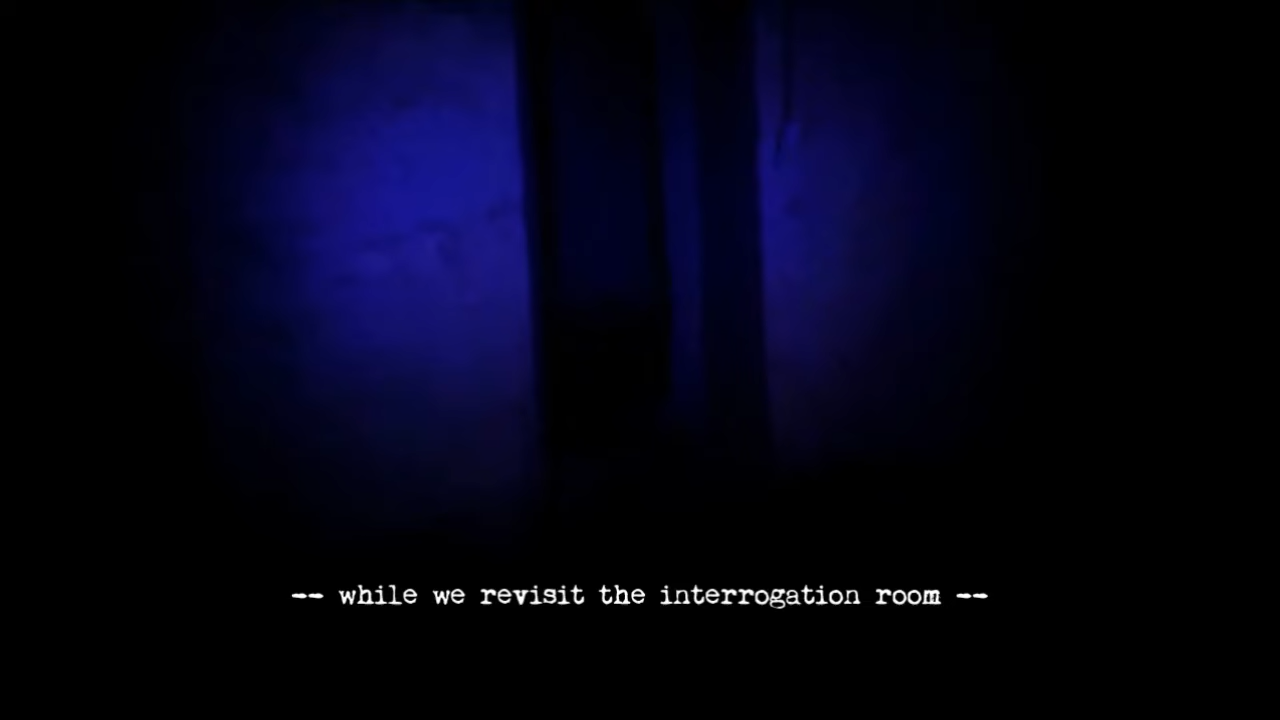 -- while we revisit the interrogation room --